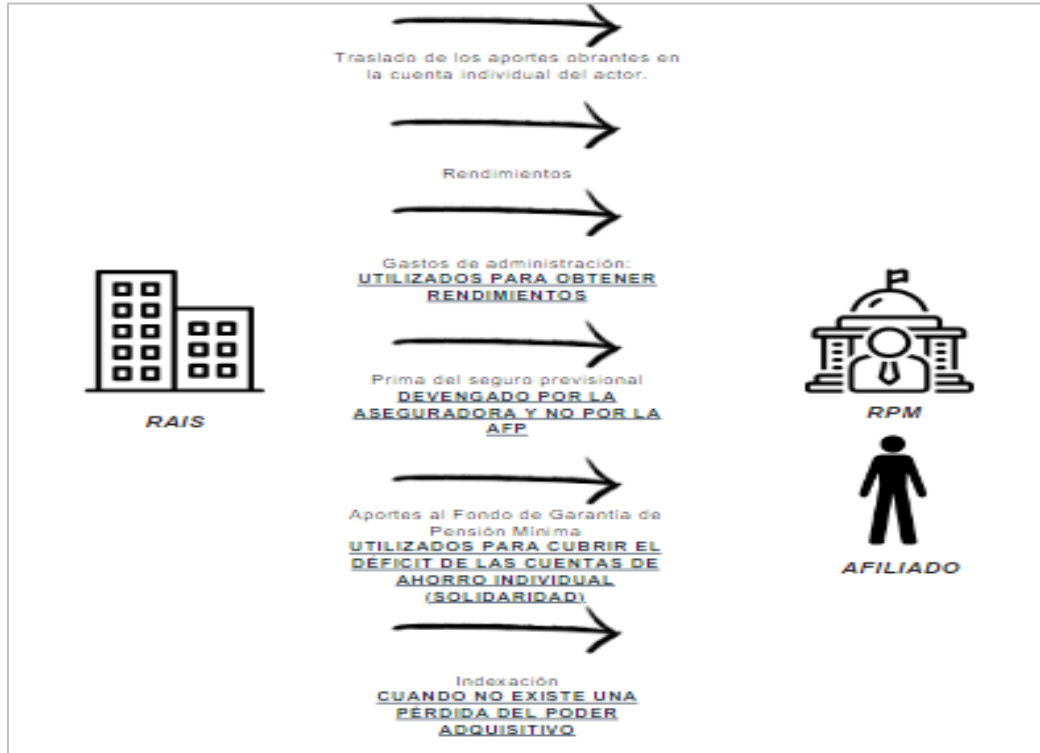 Traslado de los aportes obrantes en
la cuenta individual del actor.
Rendimientos
Gastos de administración:
UTILIZADOS PARA OBTENER
RENDIMIENTOS
Prima del seguro previsional
DEVENGADO POR LA
ASEGURADORA Y NO POR LA
AFP
RAIS
RPM
Aportes al Fondo de Garantía de
Pensión Mínima
UTILIZADOS PARA CUBRIR EL
DÉFICIT DE LAS CUENTAS DE
AHORRO INDIVIDUAL
(SOLIDARIDAD)
AFILIADO
Indexación
CUANDO NO EXISTE UNA
PÉRDIDA DEL PODER
ADQUISITIVO